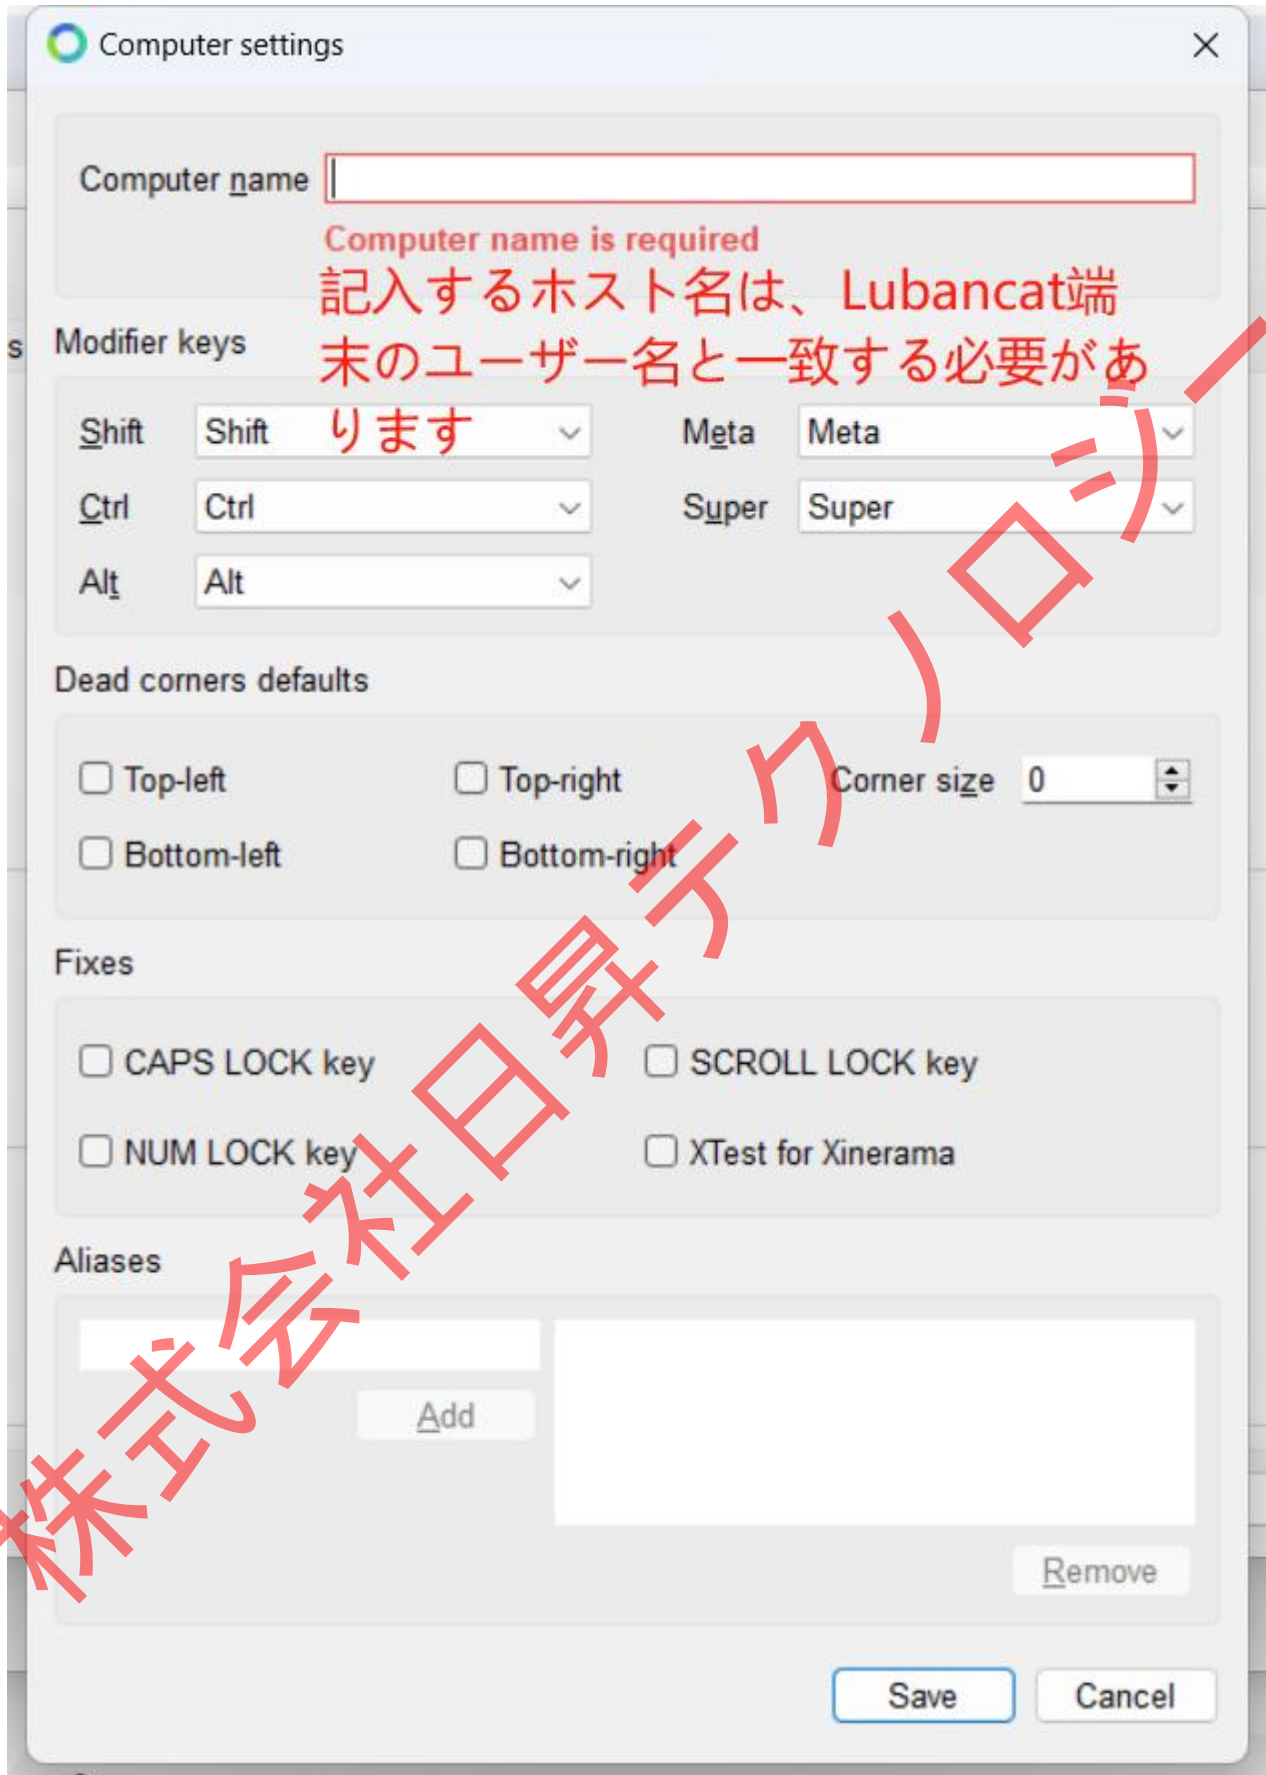 Computer settings
Computer name
Computer name is required
記入するホスト名は、Lubancat端
末のユーザー名と一致する必要があ
ります
s
Modifier keys
Shift Shift Meta Meta
Ctrl Ctrl Super Super
Alt Alt
Dead corners defaults
Top-left Top-right Corner size 0
Bottom-left Bottom-right
Fixes
CAPS LOCK key SCROLL LOCK key
NUM LOCK key XTest for Xinerama
Aliases
Add
Remove
Save Cancel
株式会社日昇テクノロジー